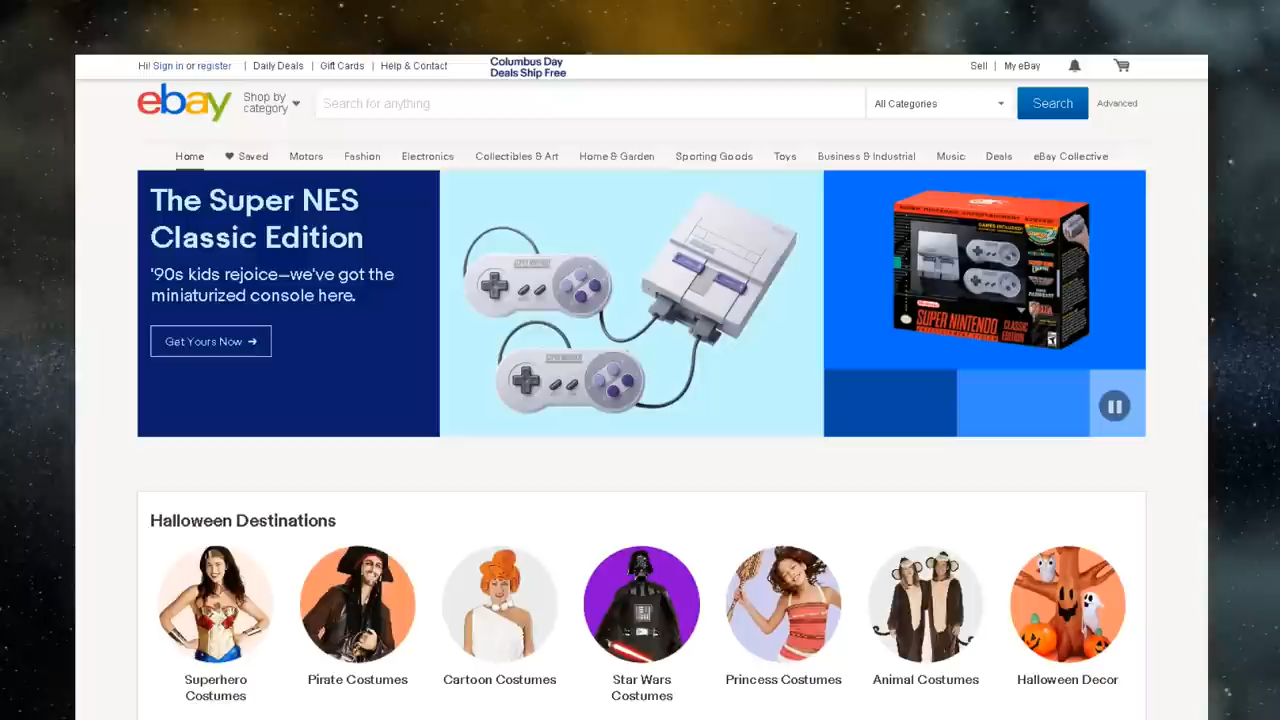 Hi! Sign in or register | Daily Deals | Gift Cards | Help & Contact
Columbus Day
Deals Ship Free
Sell | My eBay
ebay
Shop by
category
Search for anything
All Categories
Search
Advanced
Home
Saved
Motors
Fashion
Electronics
Collectibles & Art
Home & Garden
Sporting Goods
Toys
Business & Industrial
Music
Deals
eBay Collective
The Super NES
Classic Edition
'90s kids rejoice—we've got the
miniaturized console here.
Get Yours Now
Nintendo
SUPER NINTENDO
CLASSIC
EDITION
Halloween Destinations
Superhero
Costumes
Pirate Costumes
Cartoon Costumes
Star Wars
Costumes
Princess Costumes
Animal Costumes
Halloween Decor